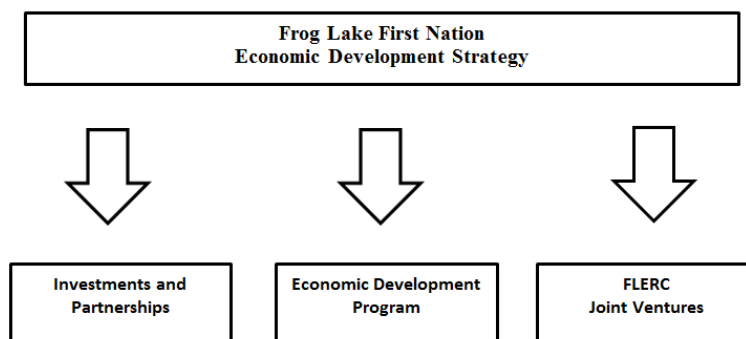 Frog Lake First Nation
Economic Development Strategy
Investments and
Partnerships
Economic Development
Program
FLERC
Joint Ventures